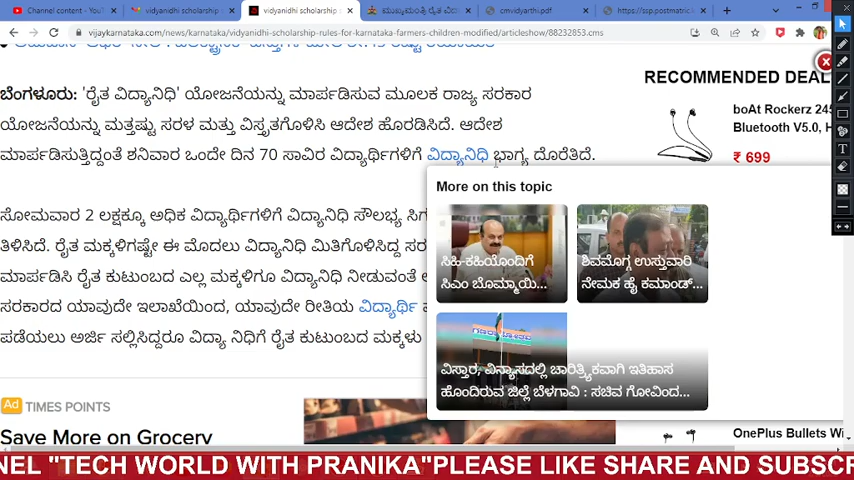 Channel content - YouT
vidyanidhi scholarship s
vidyanidhi scholarship s
ಮುಖ್ಯಮಂತ್ರಿ ರೈತ ವಿದ
cmvidyarthi.pdf
https://ssp.postmatric.k
vijaykarnataka.com/news/karnataka/vidyanidhi-scholarship-rules-for-karnataka-farmers-children-modified/articleshow/88232853.cms
ಬೆಂಗಳೂರು: 'ರೈತ ವಿದ್ಯಾನಿಧಿ' ಯೋಜನೆಯನ್ನು ಮಾರ್ಪಡಿಸುವ ಮೂಲಕ ರಾಜ್ಯ ಸರಕಾರ
ಯೋಜನೆಯನ್ನು ಮತ್ತಷ್ಟು ಸರಳ ಮತ್ತು ವಿಸ್ತೃತಗೊಳಿಸಿ ಆದೇಶ ಹೊರಡಿಸಿದೆ. ಆದೇಶ
ಮಾರ್ಪಡಿಸುತ್ತಿದ್ದಂತೆ ಶನಿವಾರ ಒಂದೇ ದಿನ 70 ಸಾವಿರ ವಿದ್ಯಾರ್ಥಿಗಳಿಗೆ ವಿದ್ಯಾನಿಧಿ ಭಾಗ್ಯ ದೊರೆತಿದೆ.
ಸೋಮವಾರ 2 ಲಕ್ಷಕ್ಕೂ ಅಧಿಕ ವಿದ್ಯಾರ್ಥಿಗಳಿಗೆ ವಿದ್ಯಾನಿಧಿ ಸೌಲಭ್ಯ ಸಿಗ
ತಿಳಿಸಿದೆ. ರೈತ ಮಕ್ಕಳಿಗಷ್ಟೇ ಈ ಮೊದಲು ವಿದ್ಯಾನಿಧಿ ಮಿತಿಗೊಳಿಸಿದ್ದ ಸರ
ಮಾರ್ಪಡಿಸಿ ರೈತ ಕುಟುಂಬದ ಎಲ್ಲ ಮಕ್ಕಳಿಗೂ ವಿದ್ಯಾನಿಧಿ ನೀಡುವಂತೆ
ಸರಕಾರದ ಯಾವುದೇ ಇಲಾಖೆಯಿಂದ, ಯಾವುದೇ ರೀತಿಯ ವಿದ್ಯಾರ್ಥಿ
ಪಡೆಯಲು ಅರ್ಜಿ ಸಲ್ಲಿಸಿದ್ದರೂ ವಿದ್ಯಾ ನಿಧಿಗೆ ರೈತ ಕುಟುಂಬದ ಮಕ್ಕಳು
More on this topic
ಸಿಹಿ-ಕಹಿಯೊಂದಿಗೆ
ಸಿಎಂ ಬೊಮ್ಮಾಯಿ...
ಶಿವಮೊಗ್ಗ ಉಸ್ತುವಾರಿ
ನೇಮಕ ಹೈ ಕಮಾಂಡ್...
ವಿಸ್ತಾರ, ವಿನ್ಯಾಸದಲ್ಲಿ ಚಾರಿತ್ರ್ಯಿಕವಾಗಿ ಇತಿಹಾಸ
ಹೊಂದಿರುವ ಜಿಲ್ಲೆ ಬೆಳಗಾವಿ : ಸಚಿವ ಗೋವಿಂದ...
RECOMMENDED DEAL
boAt Rockerz 245
Bluetooth V5.0, H
₹ 699
Ad TIMES POINTS
Save More on Grocery
OnePlus Bullets Wi
NEL "TECH WORLD WITH PRANIKA"PLEASE LIKE SHARE AND SUBSCR